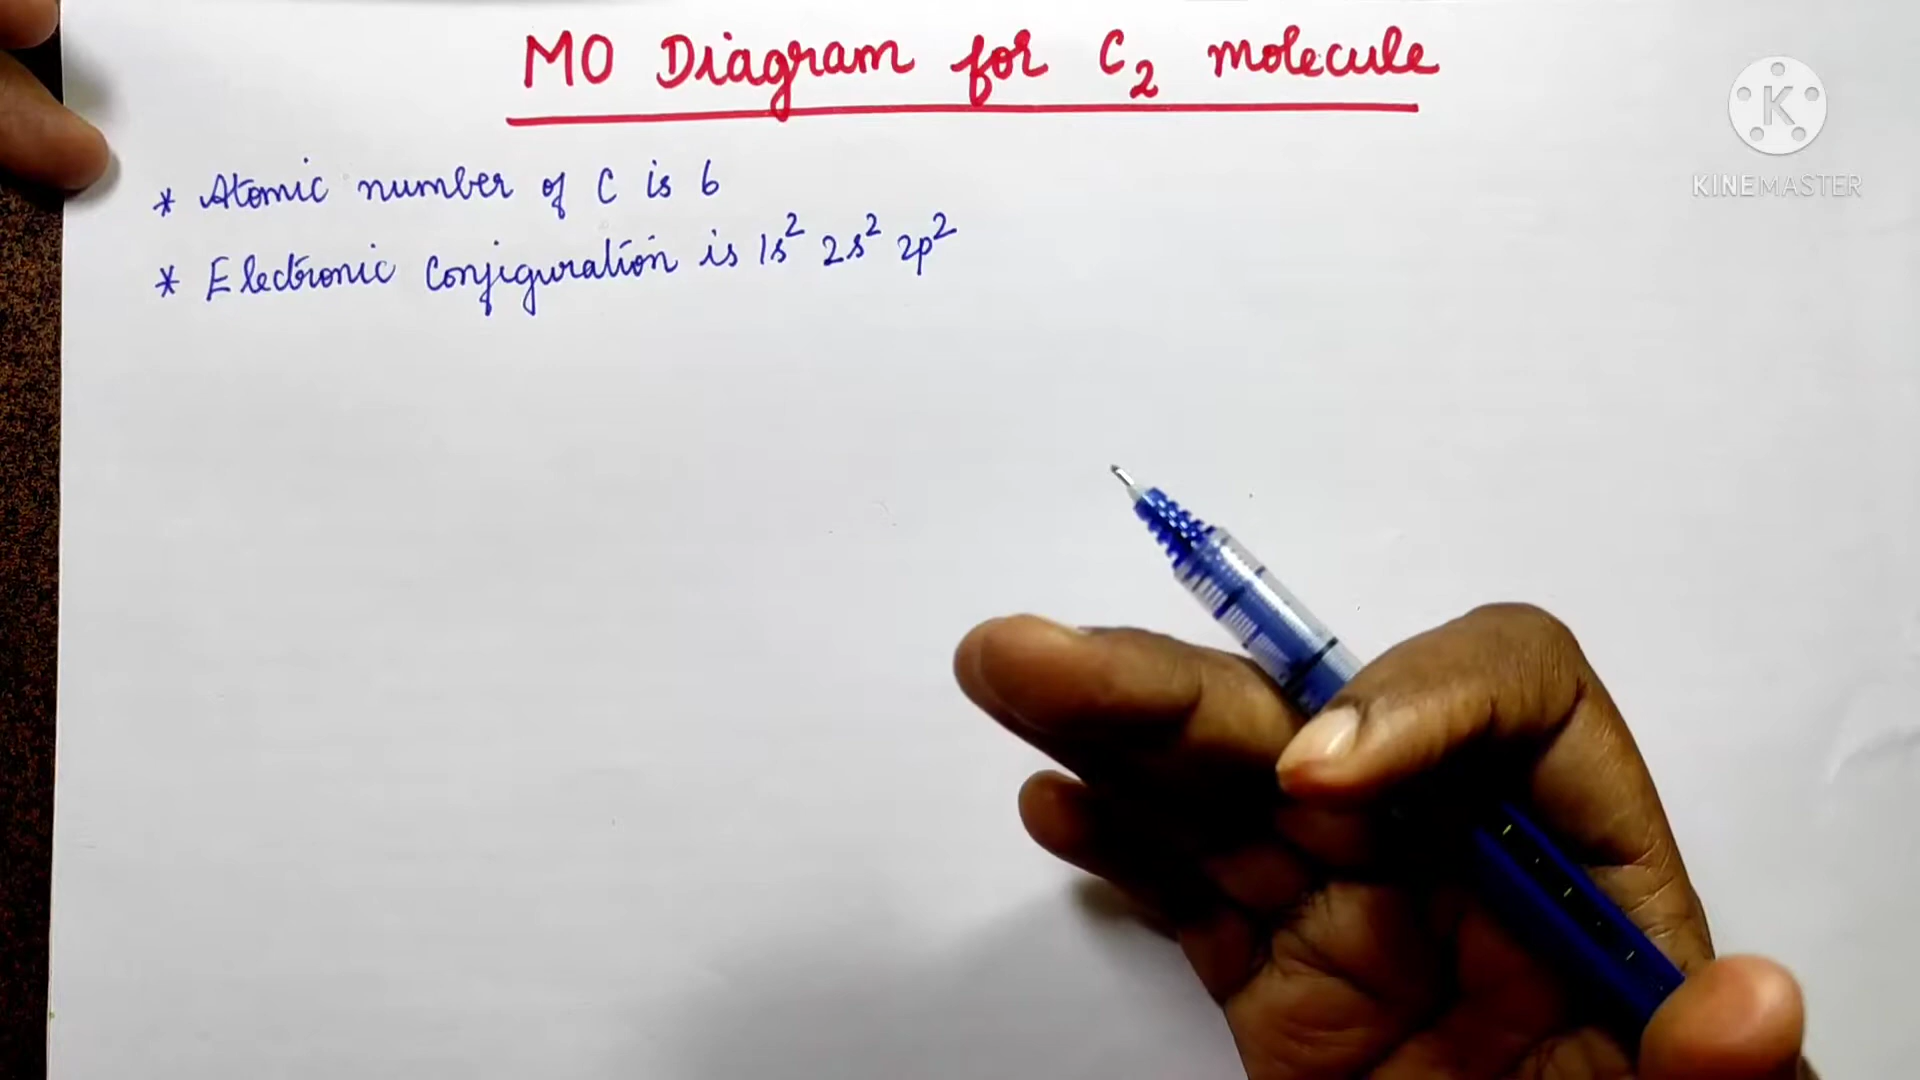 MO Diagram for C₂ molecule
* Atomic number of C is 6
* Electronic Configuration is 1s² 2s² 2p²
K
KINEMASTER